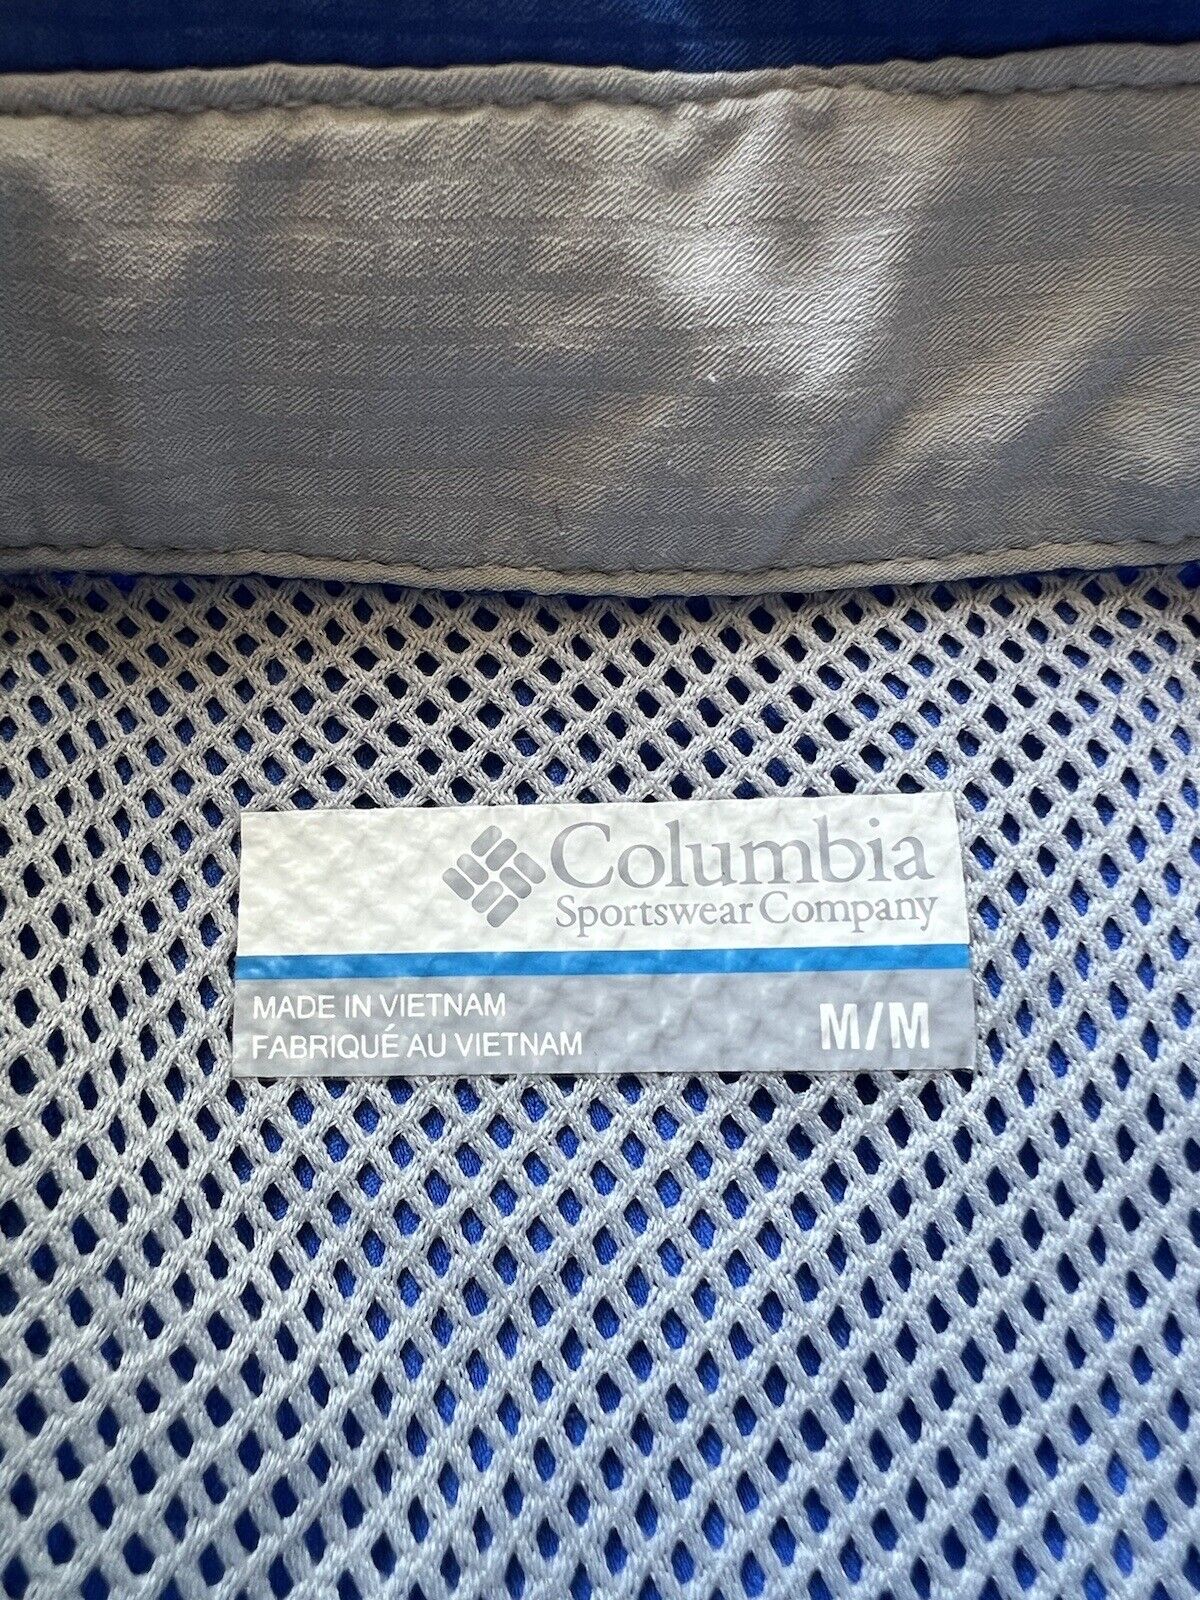 Columbia
Sportswear Company
MADE IN VIETNAM
FABRIQUÉ AU VIETNAM
M/M